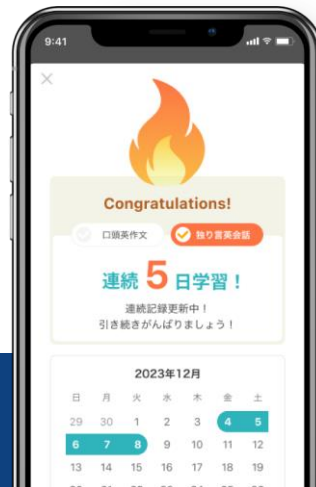 9:41
Congratulations!
口頭英作文 独り言英会話
連続 5 日学習！
連続記録更新中！
引き続きがんばりましょう！
2023年12月
日 月 火 水 木 金 土
29 30 1 2 3 4 5
6 7 8 9 10 11 12
13 14 15 16 17 18 19